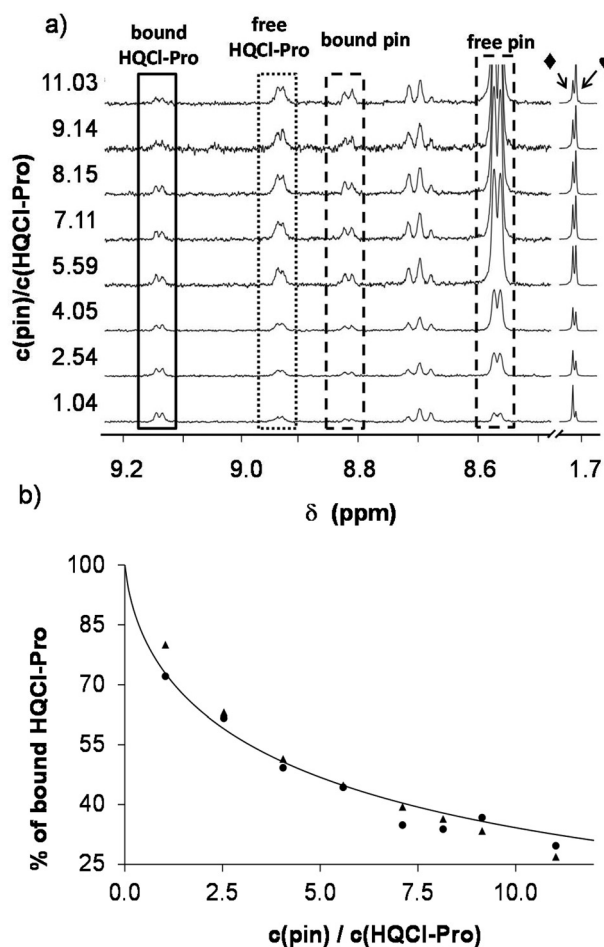 a)
bound
HQCl-Pro
free
HQCl-Pro
bound pin
free pin
c(pin)/c(HQCl-Pro)
11.03
9.14
8.15
7.11
5.59
4.05
2.54
1.04
9.2 9.0 8.8 8.6 1.7
δ (ppm)
b)
% of bound HQCl-Pro
100
85
70
55
40
25
0.0 2.5 5.0 7.5 10.0
c(pin) / c(HQCl-Pro)